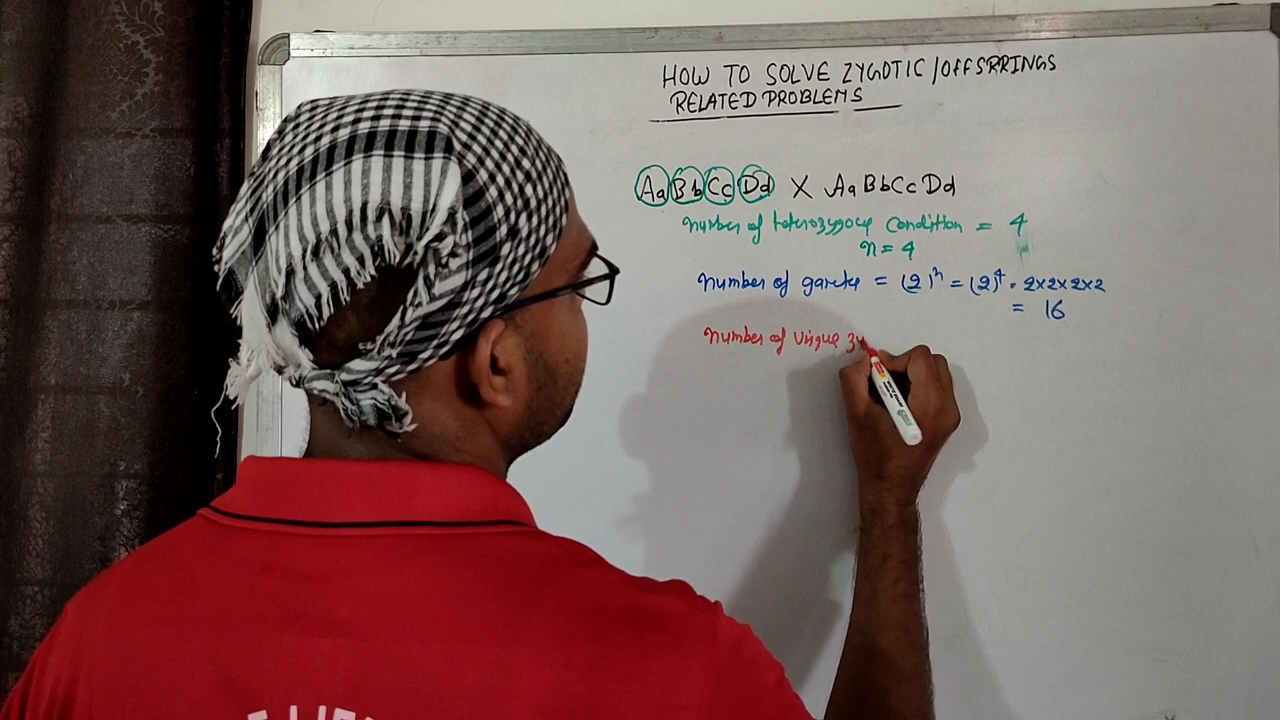 HOW TO SOLVE ZYGOTIC/OFFSRRINGS
RELATED PROBLEMS
AaBbCcDd X AaBbCcDd
Number of heterozygous condition = 4
n = 4
Number of = (2)ⁿ = (2)⁴ = 2x2x2x2
= 16
Number of Unique zy